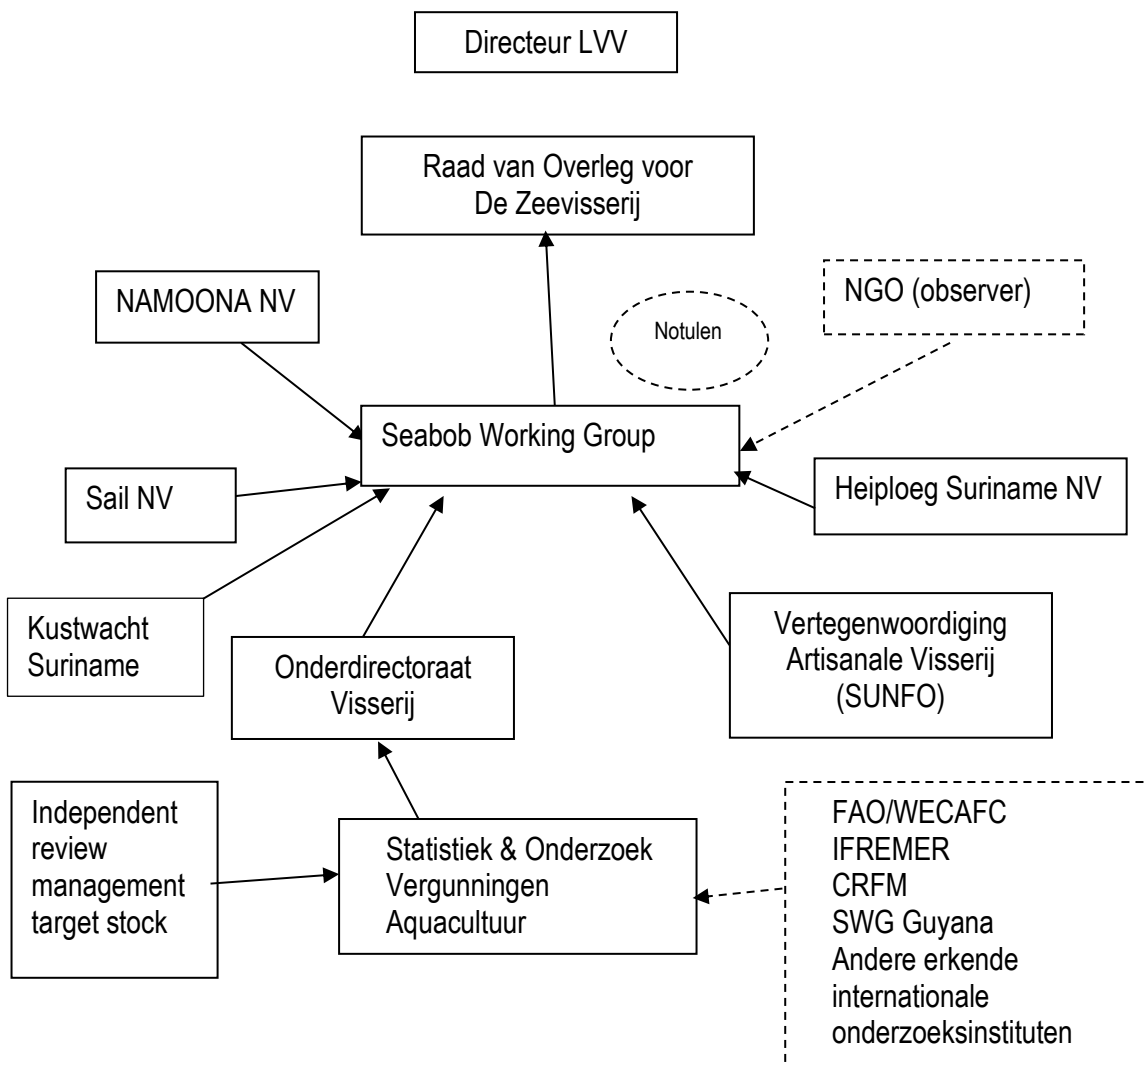 Directeur LVV
Raad van Overleg voor
De Zeevisserij
NAMOONA NV
NGO (observer)
Notulen
Seabob Working Group
Sail NV
Heiploeg Suriname NV
Kustwacht
Suriname
Onderdirectoraat
Visserij
Vertegenwoordiging
Artisanale Visserij
(SUNFO)
Independent
review
management
target stock
Statistiek & Onderzoek
Vergunningen
Aquacultuur
FAO/WECAFC
IFREMER
CRFM
SWG Guyana
Andere erkende
internationale
onderzoeksinstituten